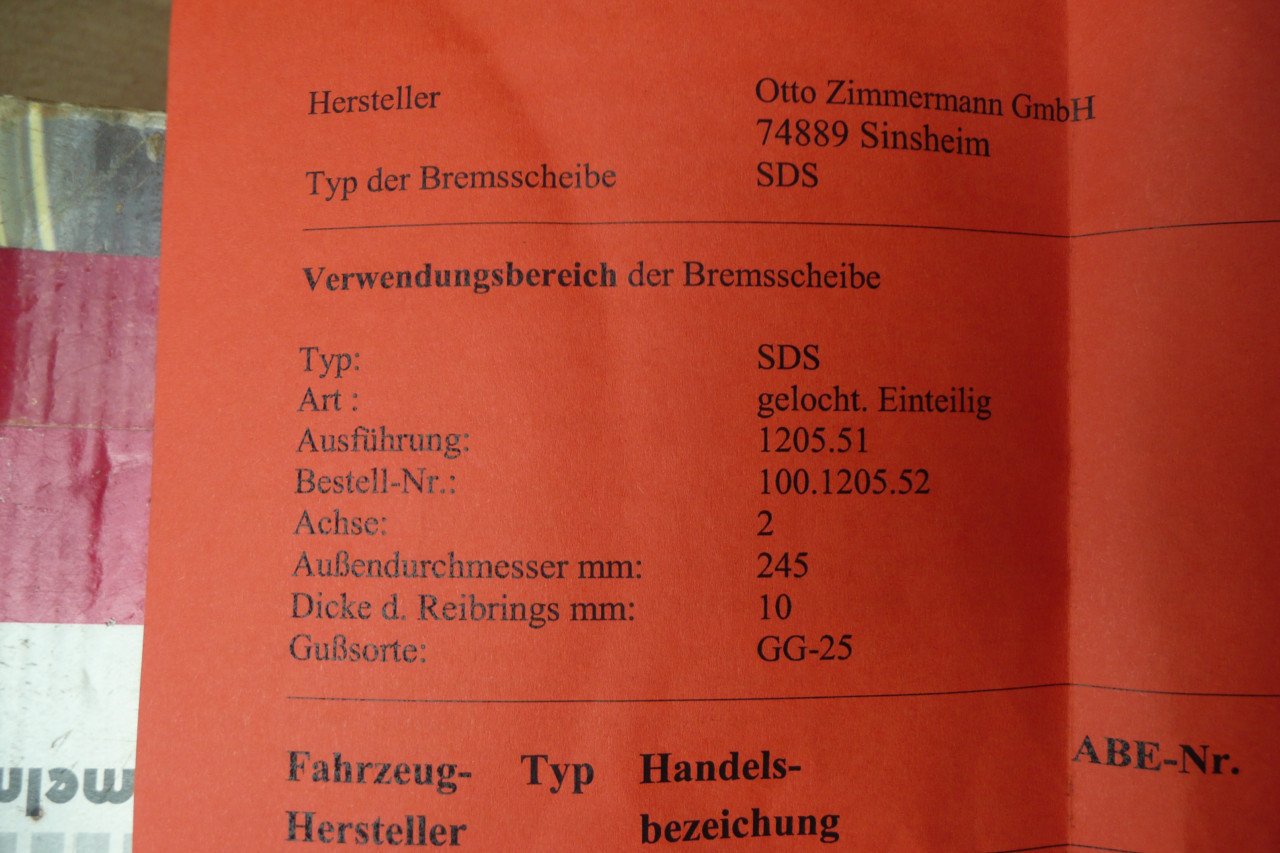 Hersteller Otto Zimmermann GmbH
74889 Sinsheim
Typ der Bremsscheibe SDS
Verwendungsbereich der Bremsscheibe
Typ: SDS
Art : gelocht. Einteilig
Ausführung: 1205.51
Bestell-Nr.: 100.1205.52
Achse: 2
Außendurchmesser mm: 245
Dicke d. Reibrings mm: 10
Gußsorte: GG-25
Fahrzeug- Typ Handels- ABE-Nr.
Hersteller bezeichung